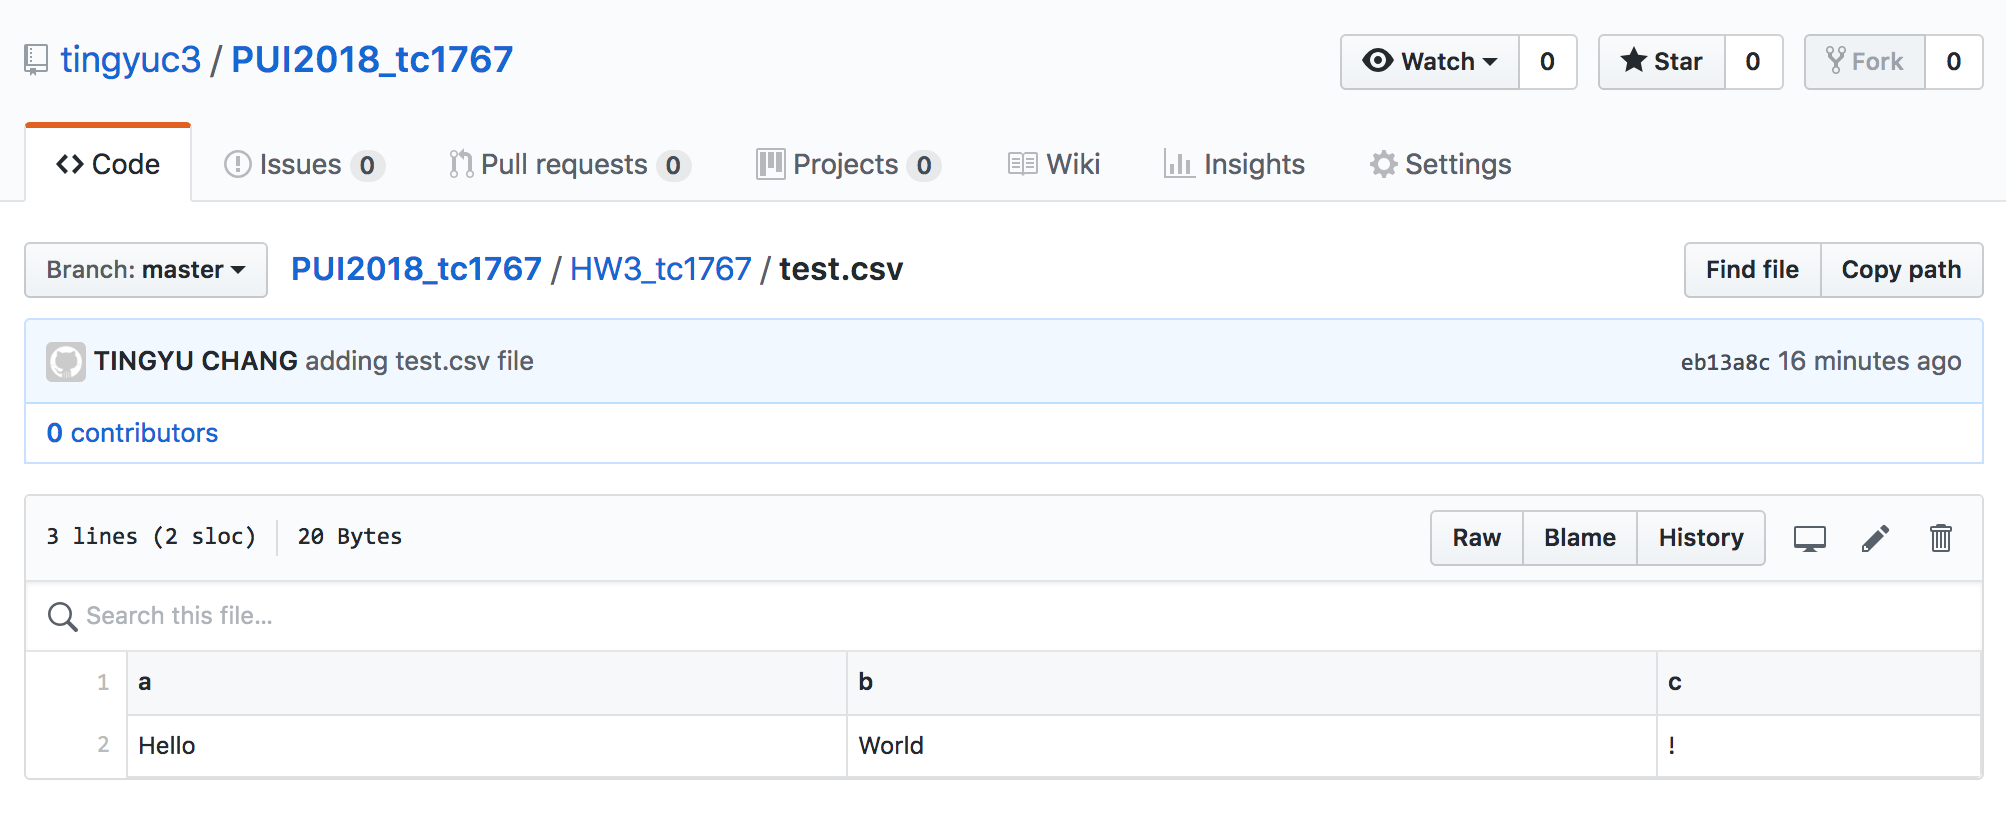 tingyuc3 / PUI2018_tc1767
Watch 0 Star 0 Fork 0
Code Issues 0 Pull requests 0 Projects 0 Wiki Insights Settings
Branch: master PUI2018_tc1767 / HW3_tc1767 / test.csv Find file Copy path
TINGYU CHANG adding test.csv file eb13a8c 16 minutes ago
0 contributors
3 lines (2 sloc) 20 Bytes Raw Blame History
Search this file...
1 a b c
2 Hello World !